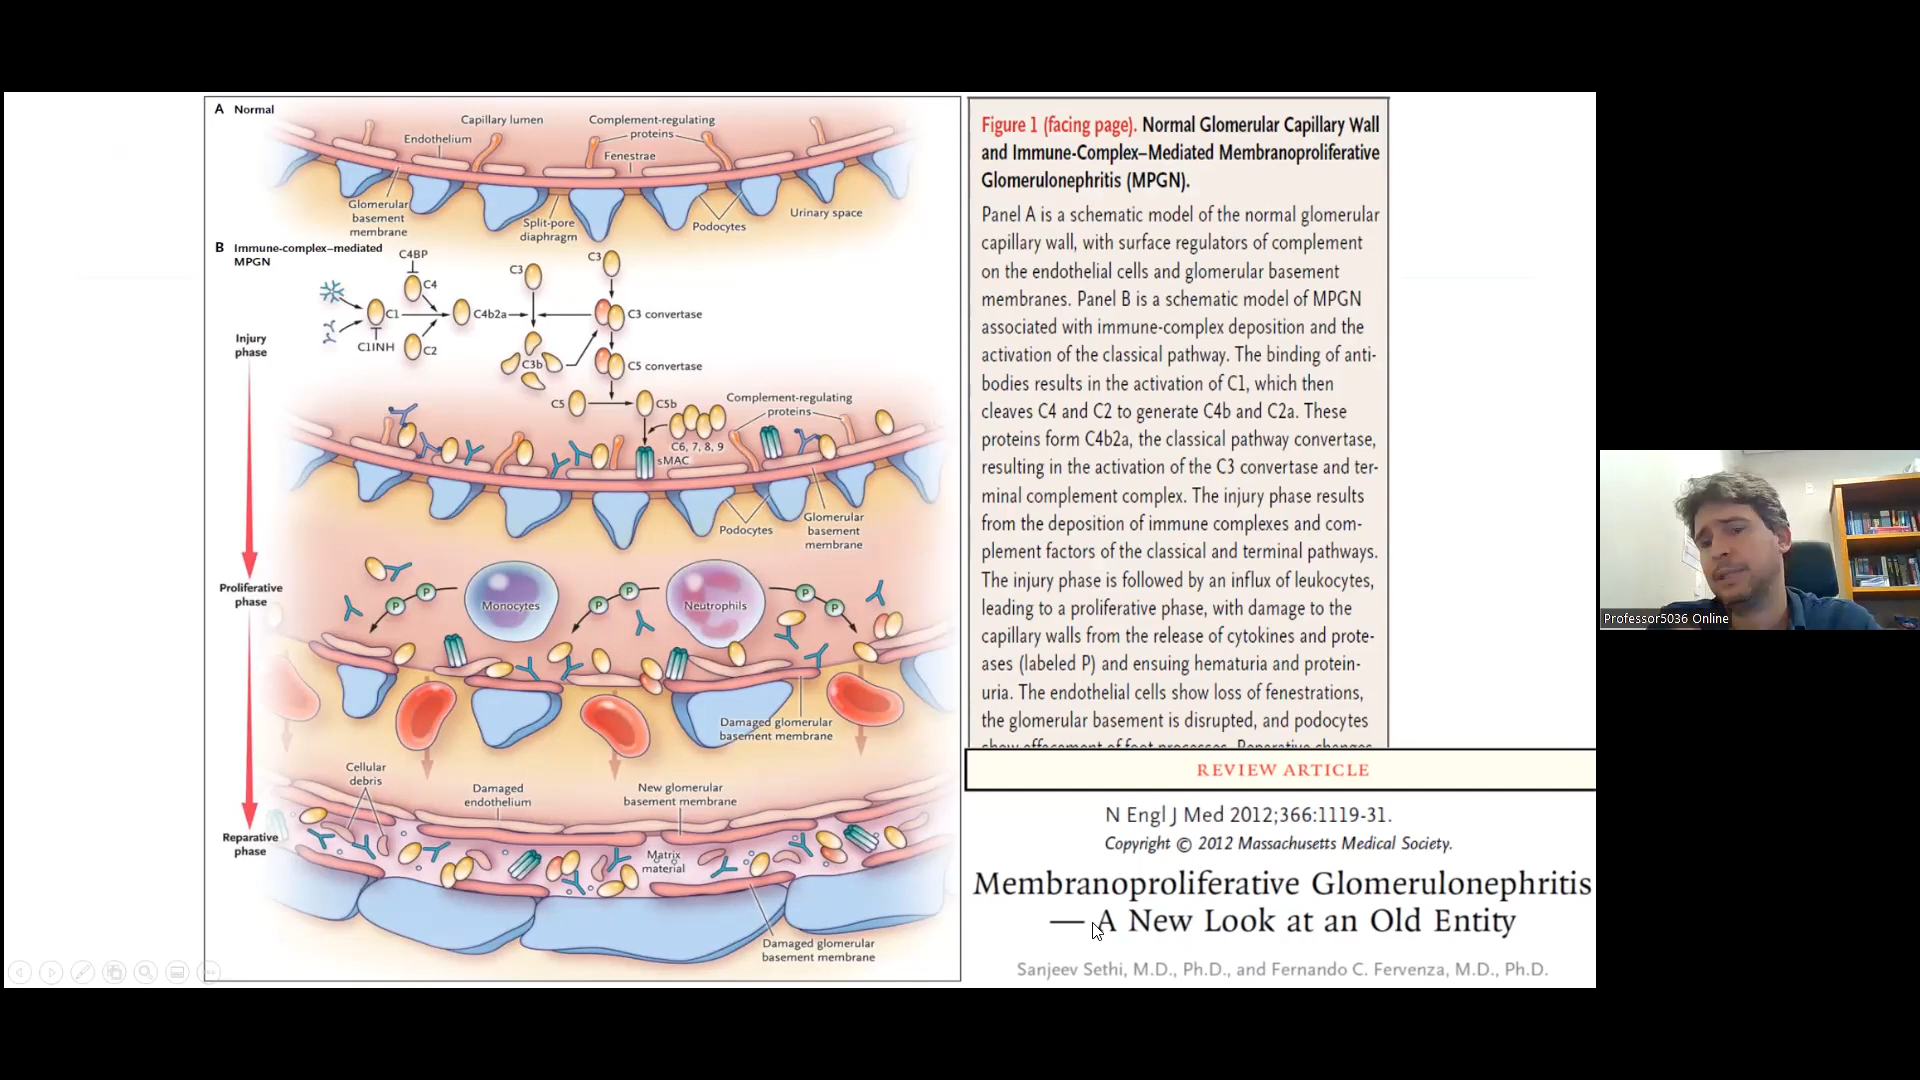 A Normal
Capillary lumen
Complement-regulating
proteins
Endothelium
Fenestrae
Glomerular
basement
membrane
Split-pore
diaphragm
Podocytes
Urinary space
B Immune-complex–mediated
MPGN
C4BP
C4
C1
C1INH
C2
C4b2a
C3
C3
C3 convertase
C3b
C5 convertase
C5
C5b
C6, 7, 8, 9
sMAC
Complement-regulating
proteins
Injury
phase
Podocytes
Glomerular
basement
membrane
Proliferative
phase
P
P
Monocytes
P
P
Neutrophils
P
P
Damaged glomerular
basement membrane
Cellular
debris
Damaged
endothelium
New glomerular
basement membrane
Reparative
phase
Matrix
material
Damaged glomerular
basement membrane
Figure 1 (facing page). Normal Glomerular Capillary Wall
and Immune-Complex–Mediated Membranoproliferative
Glomerulonephritis (MPGN).
Panel A is a schematic model of the normal glomerular
capillary wall, with surface regulators of complement
on the endothelial cells and glomerular basement
membranes. Panel B is a schematic model of MPGN
associated with immune-complex deposition and the
activation of the classical pathway. The binding of anti-
bodies results in the activation of C1, which then
cleaves C4 and C2 to generate C4b and C2a. These
proteins form C4b2a, the classical pathway convertase,
resulting in the activation of the C3 convertase and ter-
minal complement complex. The injury phase results
from the deposition of immune complexes and com-
plement factors of the classical and terminal pathways.
The injury phase is followed by an influx of leukocytes,
leading to a proliferative phase, with damage to the
capillary walls from the release of cytokines and prote-
ases (labeled P) and ensuing hematuria and protein-
uria. The endothelial cells show loss of fenestrations,
the glomerular basement is disrupted, and podocytes
show effacement of foot processes. Reparative changes
REVIEW ARTICLE
N Engl J Med 2012;366:1119-31.
Copyright © 2012 Massachusetts Medical Society.
Membranoproliferative Glomerulonephritis
— A New Look at an Old Entity
Sanjeev Sethi, M.D., Ph.D., and Fernando C. Fervenza, M.D., Ph.D.
Professor5036 Online